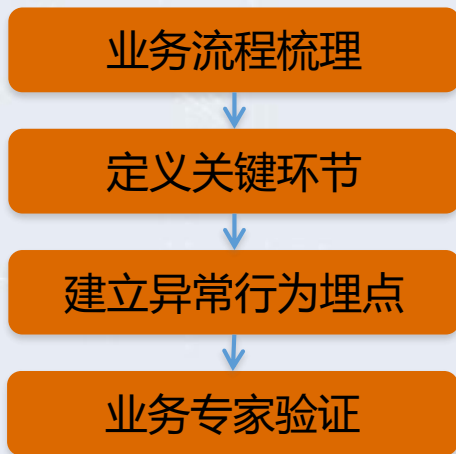 业务流程梳理
定义关键环节
建立异常行为埋点
业务专家验证